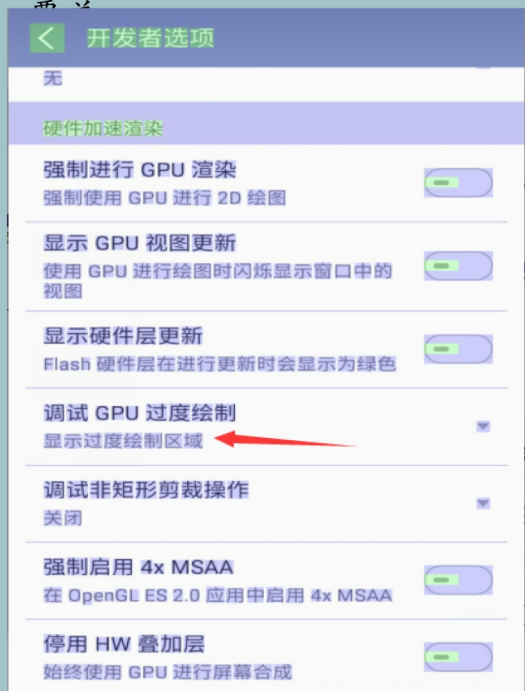 开发者选项
无
硬件加速渲染
强制进行 GPU 渲染
强制使用 GPU 进行 2D 绘图
显示 GPU 视图更新
使用 GPU 进行绘图时闪烁显示窗口中的
视图
显示硬件层更新
Flash 硬件层在进行更新时会显示为绿色
调试 GPU 过度绘制
显示过度绘制区域
调试非矩形剪裁操作
关闭
强制启用 4x MSAA
在 OpenGL ES 2.0 应用中启用 4x MSAA
停用 HW 叠加层
始终使用 GPU 进行屏幕合成